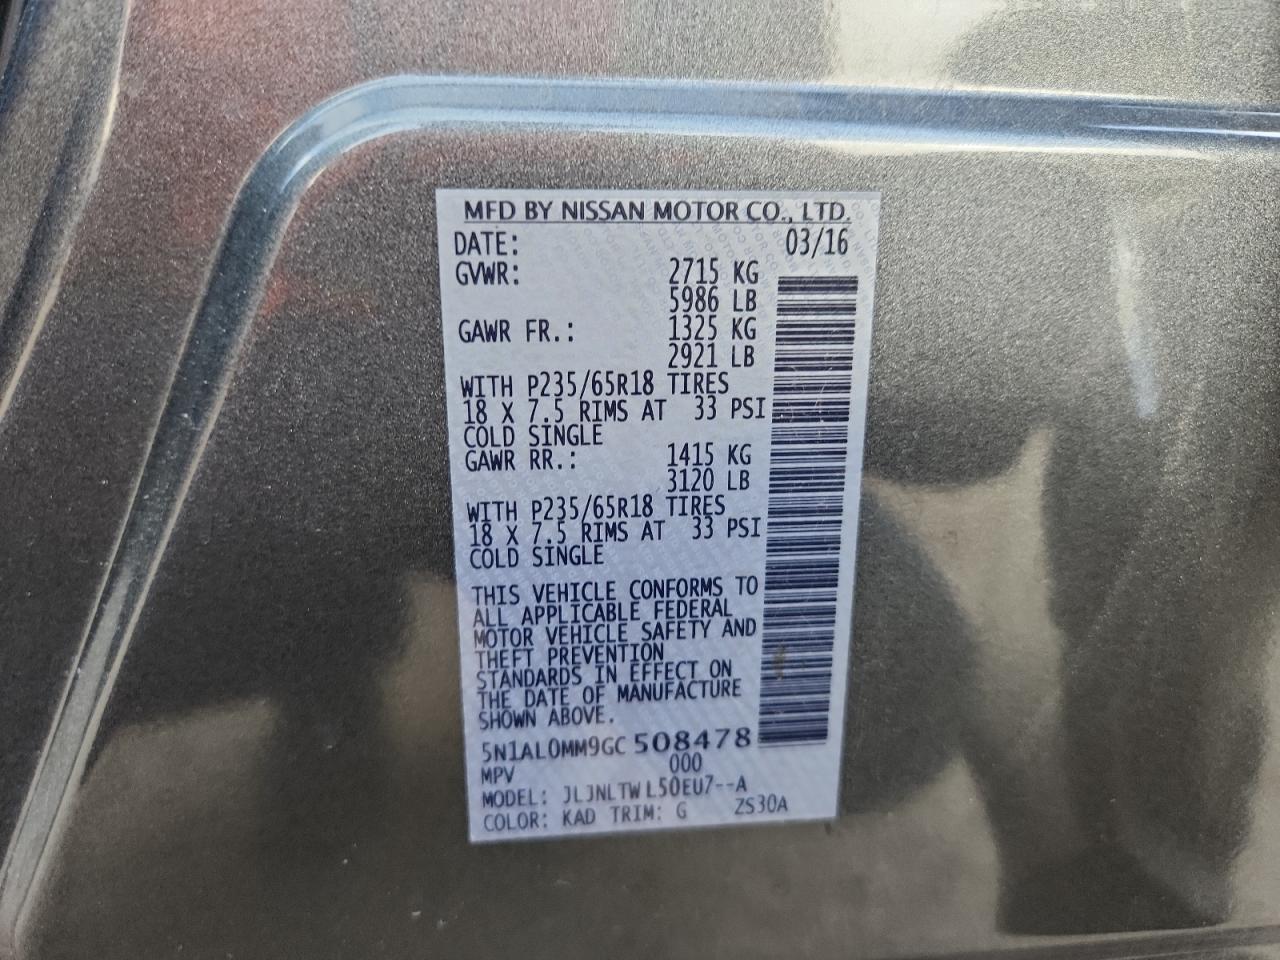 MFD BY NISSAN MOTOR CO., LTD.
DATE: 03/16
GVWR: 2715 KG
5986 LB
GAWR FR.: 1325 KG
2921 LB
WITH P235/65R18 TIRES
18 X 7.5 RIMS AT 33 PSI
COLD SINGLE
GAWR RR.: 1415 KG
3120 LB
WITH P235/65R18 TIRES
18 X 7.5 RIMS AT 33 PSI
COLD SINGLE
THIS VEHICLE CONFORMS TO
ALL APPLICABLE FEDERAL
MOTOR VEHICLE SAFETY AND
THEFT PREVENTION
STANDARDS IN EFFECT ON
THE DATE OF MANUFACTURE
SHOWN ABOVE.
5N1AL0MM9GC508478
MPV 000
MODEL: JLJNLTWL50EU7--A
COLOR: KAD TRIM: G ZS30A